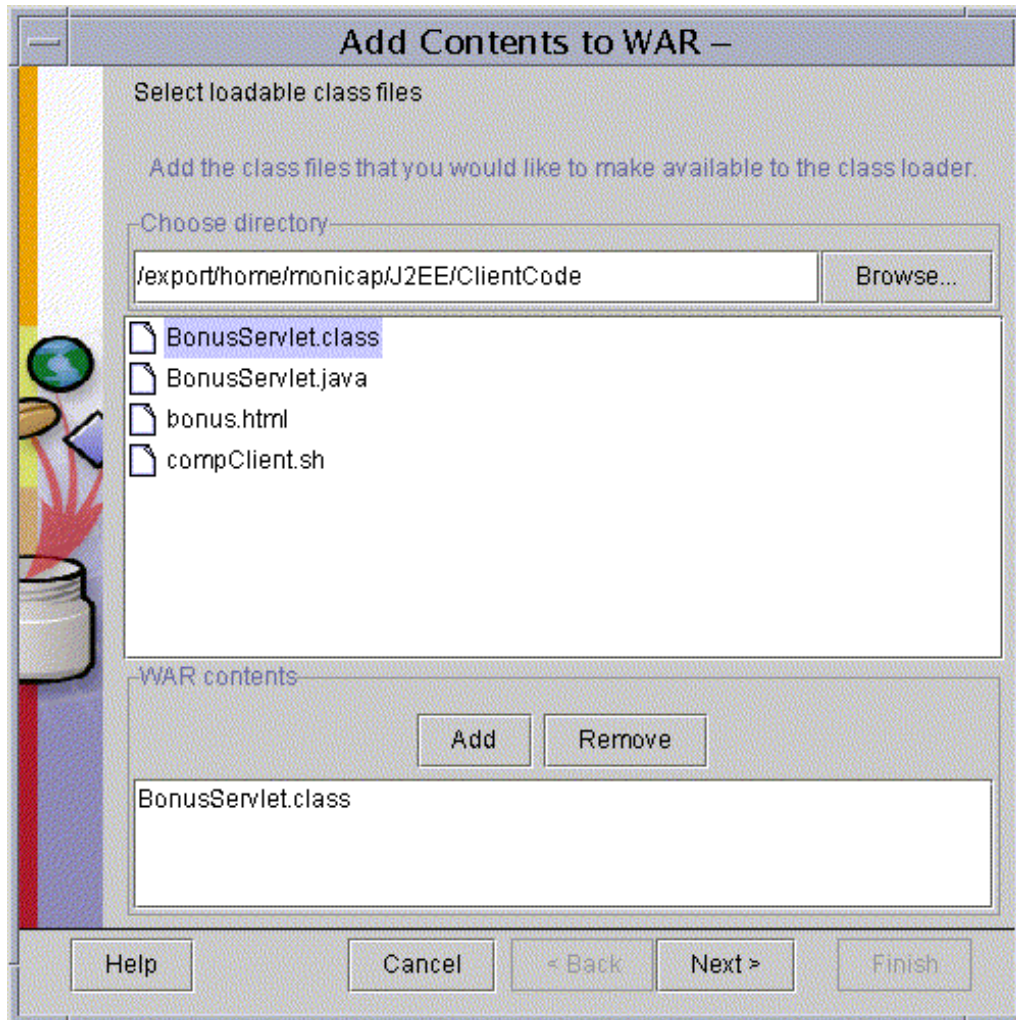 Add Contents to WAR –
Select loadable class files
Add the class files that you would like to make available to the class loader.
Choose directory
/export/home/monicap/J2EE/ClientCode
Browse...
BonusServlet.class
BonusServlet.java
bonus.html
compClient.sh
WAR contents
Add Remove
BonusServlet.class
Help Cancel < Back Next > Finish